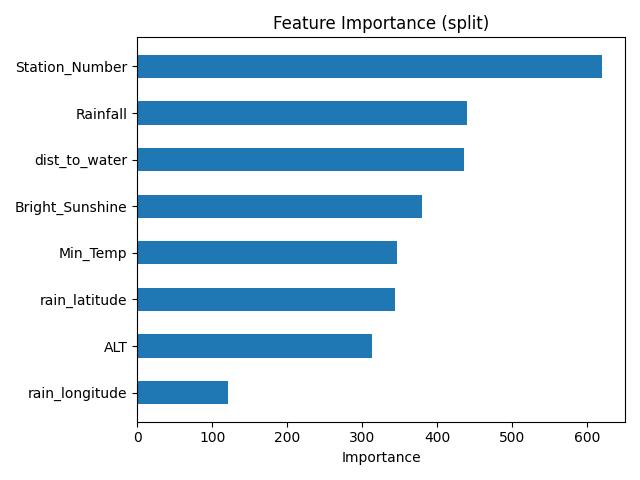 Feature Importance (split)
Station_Number
Rainfall
dist_to_water
Bright_Sunshine
Min_Temp
rain_latitude
ALT
rain_longitude
0 100 200 300 400 500 600
Importance